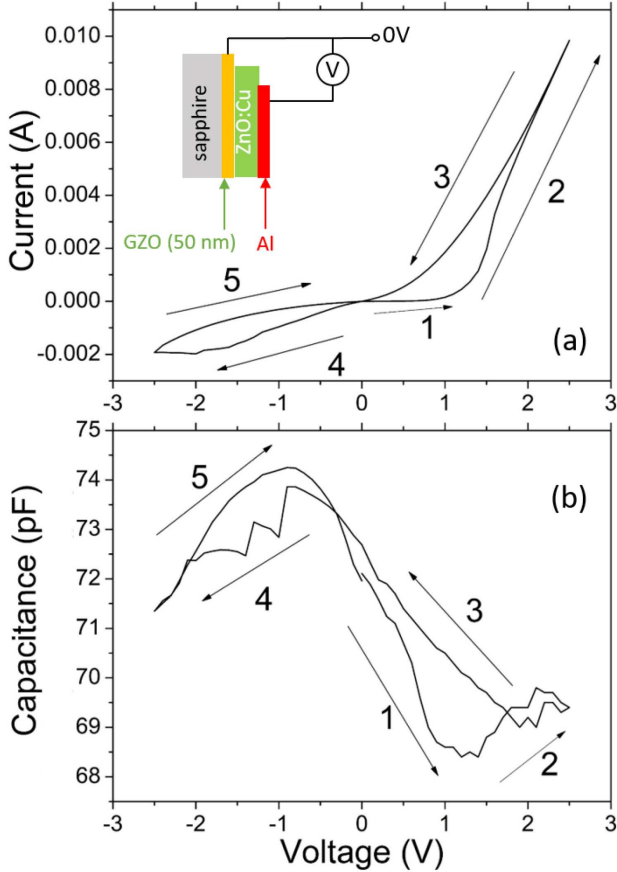 0.010
0.008
0.006
0.004
0.002
0.000
-0.002
Current (A)
sapphire
ZnO:Cu
V
0V
GZO (50 nm)
Al
3
2
5
1
4
(a)
-3 -2 -1 0 1 2 3
75
74
73
72
71
70
69
68
Capacitance (pF)
5
(b)
4
3
1
2
-3 -2 -1 0 1 2 3
Voltage (V)